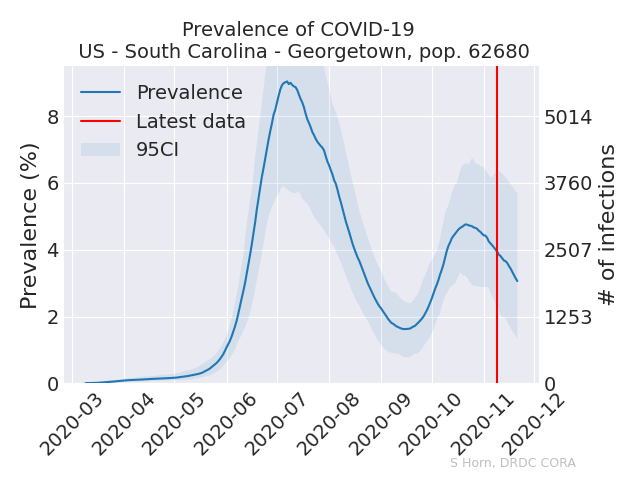 Prevalence of COVID-19
US - South Carolina - Georgetown, pop. 62680
Prevalence
Latest data
95CI
Prevalence (%)
8
6
4
2
0
5014
3760
2507
1253
0
# of infections
2020-03
2020-04
2020-05
2020-06
2020-07
2020-08
2020-09
2020-10
2020-11
2020-12
S Horn, DRDC CORA